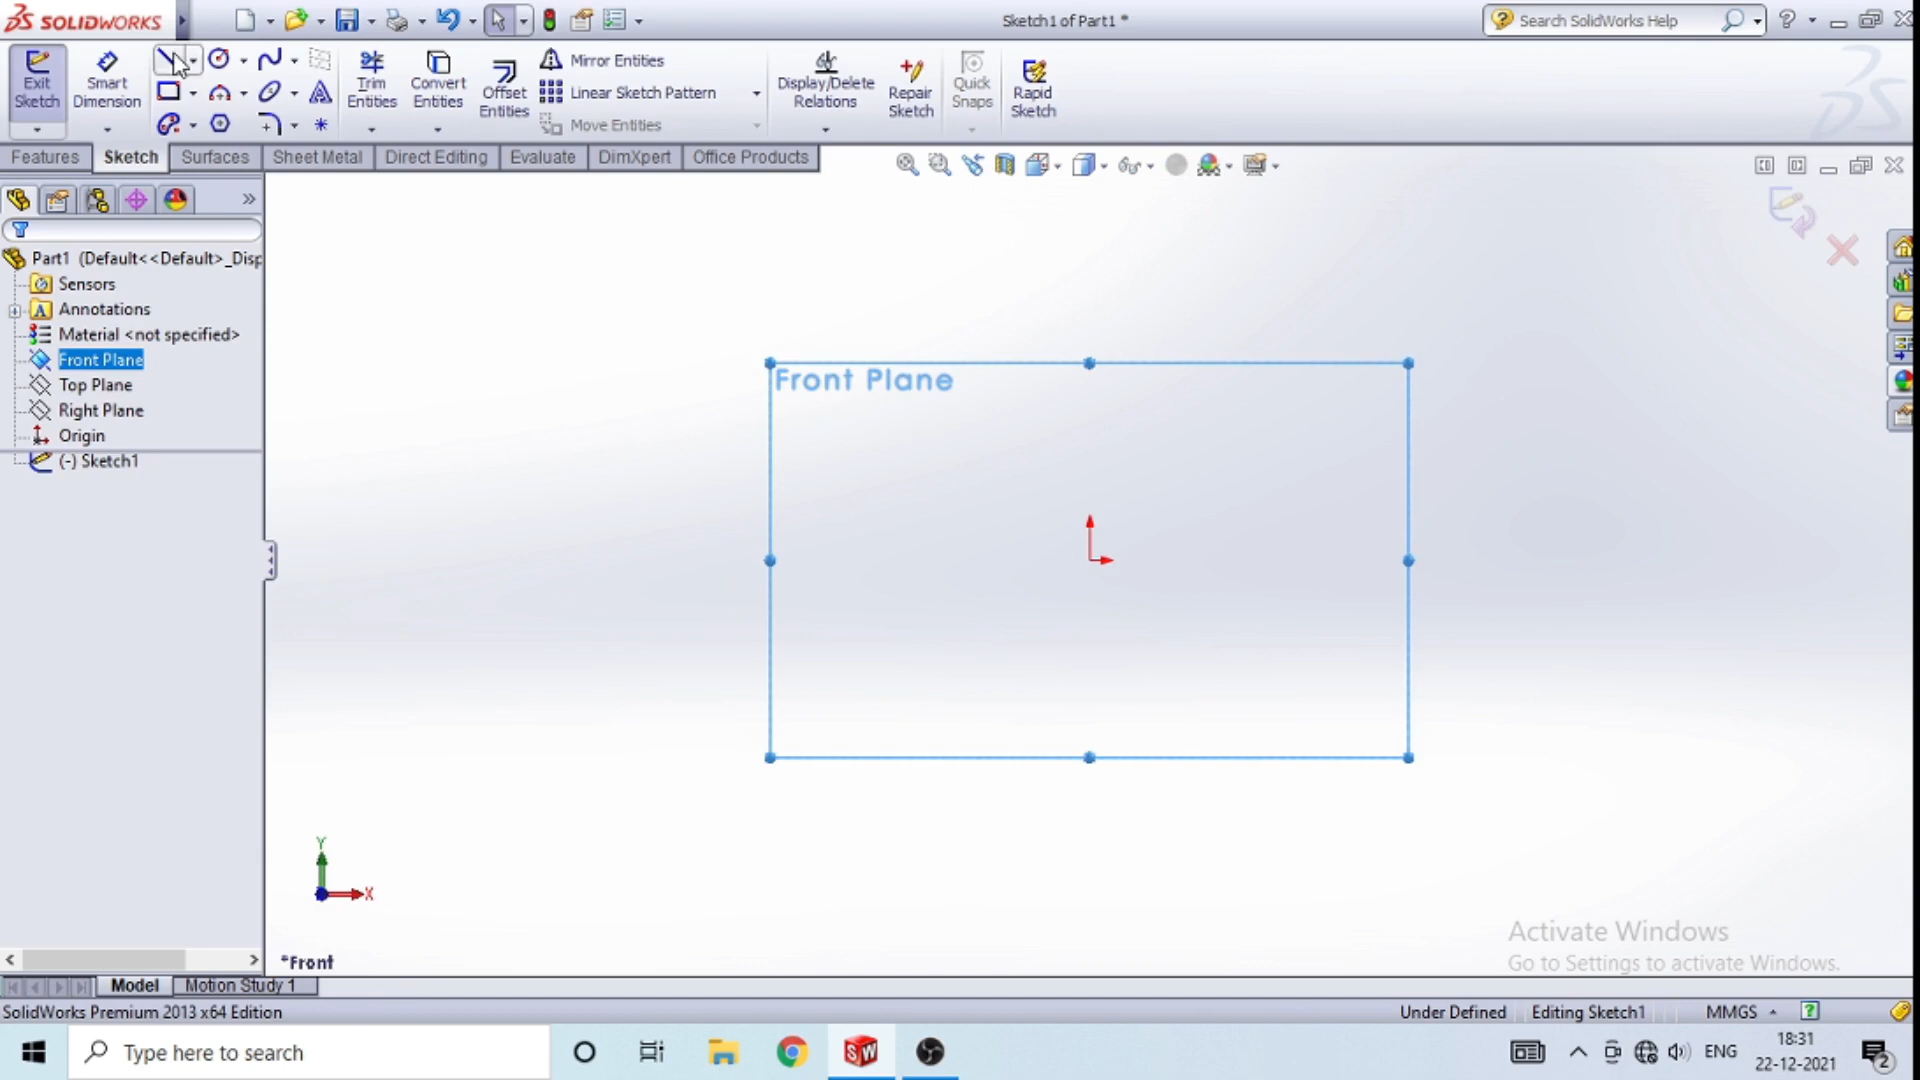 SOLIDWORKS
Sketch1 of Part1 *
Search SolidWorks Help
Exit Sketch
Smart Dimension
Trim Entities
Convert Entities
Offset Entities
Mirror Entities
Linear Sketch Pattern
Move Entities
Display/Delete Relations
Repair Sketch
Quick Snaps
Rapid Sketch
Features Sketch Surfaces Sheet Metal Direct Editing Evaluate DimXpert Office Products
Part1 (Default<<Default>_Disp
Sensors
Annotations
Material <not specified>
Front Plane
Top Plane
Right Plane
Origin
(-) Sketch1
Front Plane
Y
X
*Front
Activate Windows
Go to Settings to activate Windows.
Model Motion Study 1
SolidWorks Premium 2013 x64 Edition
Under Defined Editing Sketch1 MMGS
Type here to search
ENG
18:31
22-12-2021
2